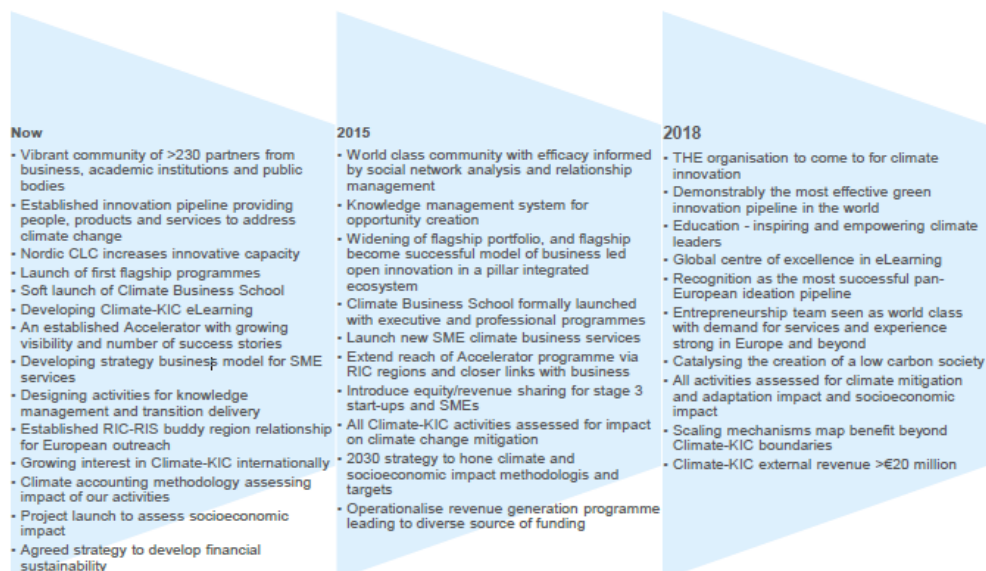 Now
- Vibrant community of >230 partners from
business, academic institutions and public
bodies
- Established innovation pipeline providing
people, products and services to address
climate change
- Nordic CLC increases innovative capacity
- Launch of first flagship programmes
- Soft launch of Climate Business School
- Developing Climate-KIC eLearning
- An established Accelerator with growing
visibility and number of success stories
- Developing strategy business model for SME
services
- Designing activities for knowledge
management and transition delivery
- Established RIC-RIS buddy region relationship
for European outreach
- Growing interest in Climate-KIC internationally
- Climate accounting methodology assessing
impact of our activities
- Project launch to assess socioeconomic
impact
- Agreed strategy to develop financial
sustainability
2015
- World class community with efficacy informed
by social network analysis and relationship
management
- Knowledge management system for
opportunity creation
- Widening of flagship portfolio, and flagship
become successful model of business led
open innovation in a pillar integrated
ecosystem
- Climate Business School formally launched
with executive and professional programmes
- Launch new SME climate business services
- Extend reach of Accelerator programme via
RIC regions and closer links with business
- Introduce equity/revenue sharing for stage 3
start-ups and SMEs
- All Climate-KIC activities assessed for impact
on climate change mitigation
- 2030 strategy to hone climate and
socioeconomic impact methodologis and
targets
- Operationalise revenue generation programme
leading to diverse source of funding
2018
- THE organisation to come to for climate
innovation
- Demonstrably the most effective green
innovation pipeline in the world
- Education - inspiring and empowering climate
leaders
- Global centre of excellence in eLearning
- Recognition as the most successful pan-
European ideation pipeline
- Entrepreneurship team seen as world class
with demand for services and experience
strong in Europe and beyond
- Catalysing the creation of a low carbon society
- All activities assessed for climate mitigation
and adaptation impact and socioeconomic
impact
- Scaling mechanisms map benefit beyond
Climate-KIC boundaries
- Climate-KIC external revenue >€20 million